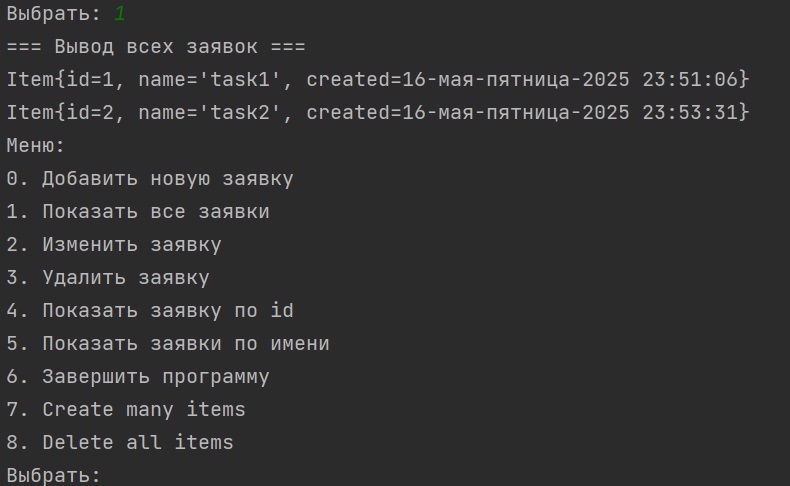 Выбрать: 1
=== Вывод всех заявок ===
Item{id=1, name='task1', created=16-мая-пятница-2025 23:51:06}
Item{id=2, name='task2', created=16-мая-пятница-2025 23:53:31}
Меню:
0. Добавить новую заявку
1. Показать все заявки
2. Изменить заявку
3. Удалить заявку
4. Показать заявку по id
5. Показать заявки по имени
6. Завершить программу
7. Create many items
8. Delete all items
Выбрать: